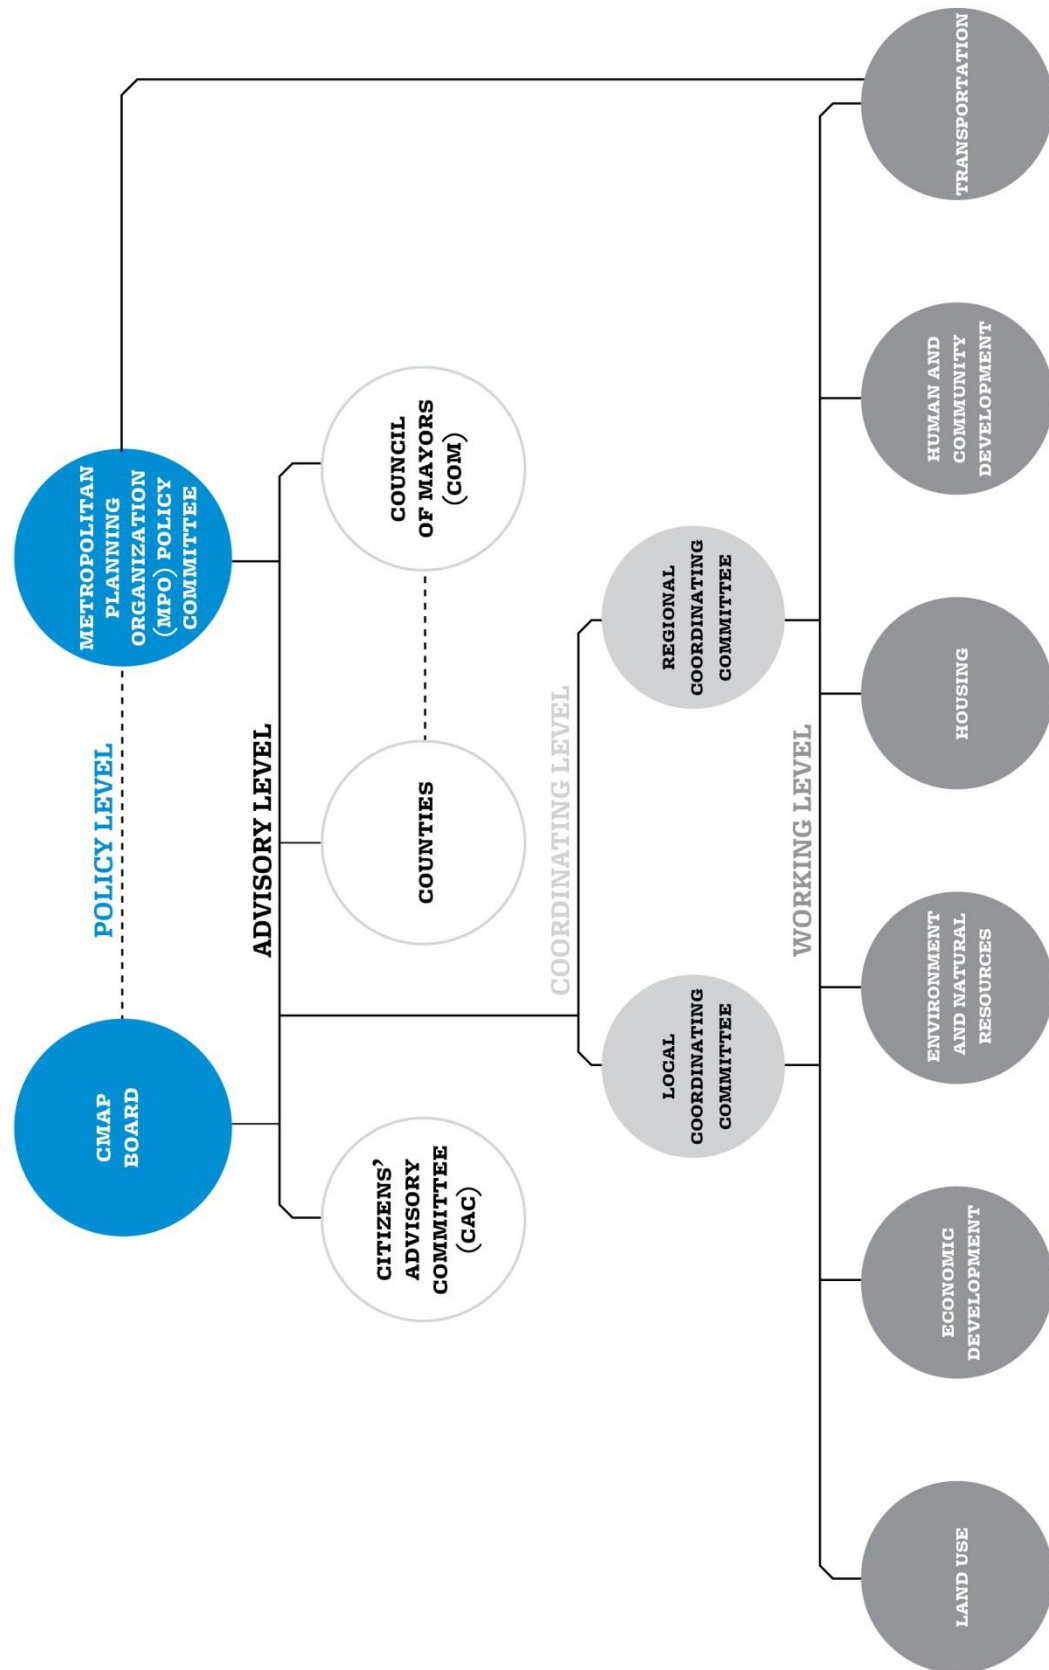 POLICY LEVEL
CMAP
BOARD
METROPOLITAN
PLANNING
ORGANIZATION
(MPO) POLICY
COMMITTEE
ADVISORY LEVEL
CITIZENS’
ADVISORY
COMMITTEE
(CAC)
COUNTIES
COUNCIL
OF MAYORS
(COM)
COORDINATING LEVEL
LOCAL
COORDINATING
COMMITTEE
REGIONAL
COORDINATING
COMMITTEE
WORKING LEVEL
LAND USE
ECONOMIC
DEVELOPMENT
ENVIRONMENT
AND NATURAL
RESOURCES
HOUSING
HUMAN AND
COMMUNITY
DEVELOPMENT
TRANSPORTATION